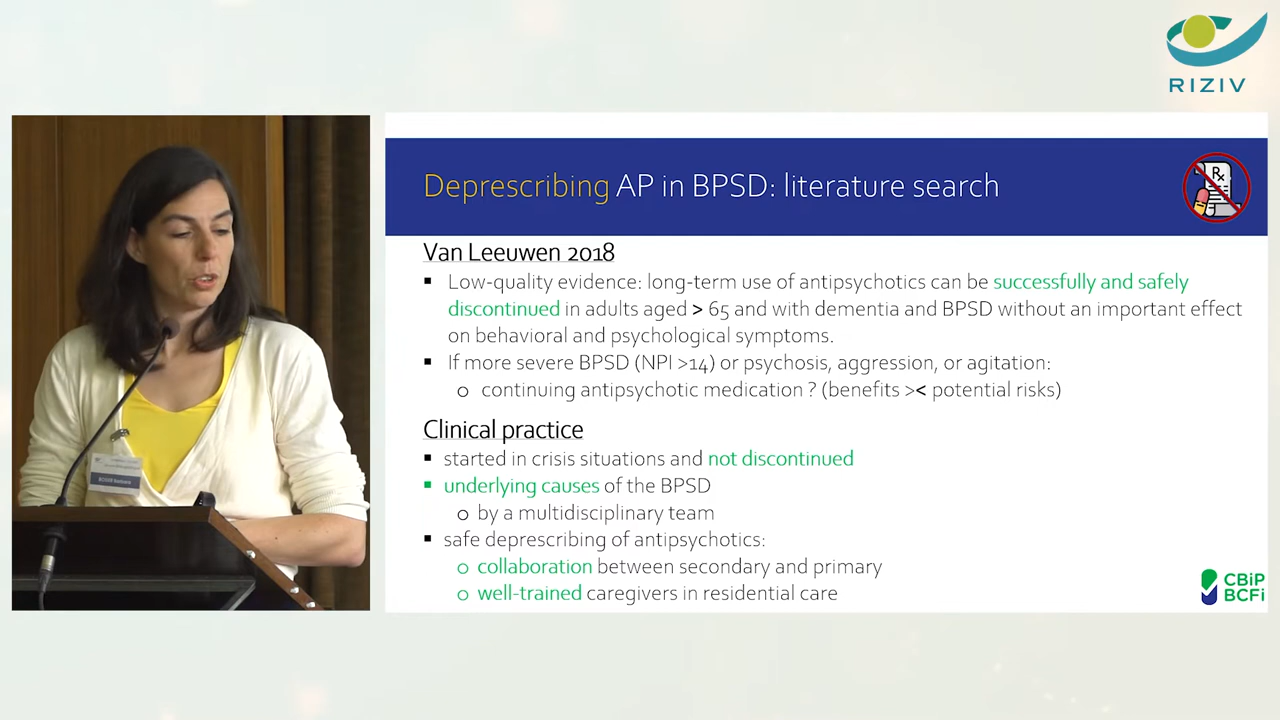 RIZIV
Deprescribing AP in BPSD: literature search
Rx
Van Leeuwen 2018
▪ Low-quality evidence: long-term use of antipsychotics can be successfully and safely
discontinued in adults aged > 65 and with dementia and BPSD without an important effect
on behavioral and psychological symptoms.
▪ If more severe BPSD (NPI >14) or psychosis, aggression, or agitation:
o continuing antipsychotic medication ? (benefits >< potential risks)
Clinical practice
▪ started in crisis situations and not discontinued
▪ underlying causes of the BPSD
o by a multidisciplinary team
▪ safe deprescribing of antipsychotics:
o collaboration between secondary and primary
o well-trained caregivers in residential care
CBiP
BCFi